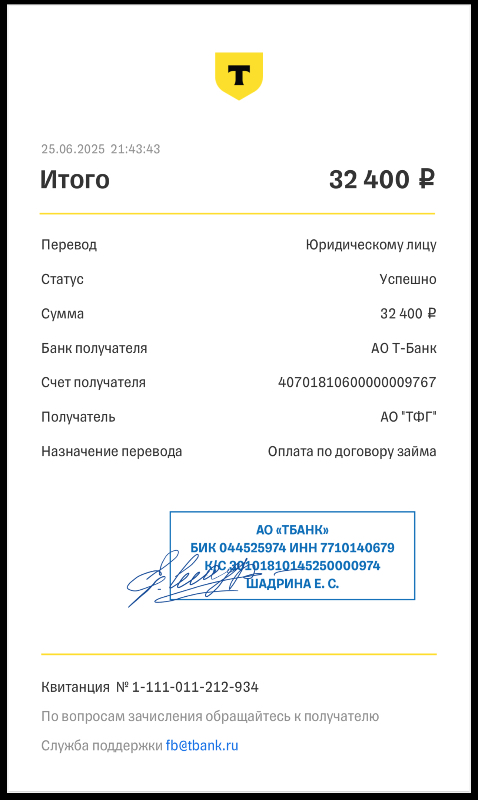 Т
25.06.2025 21:43:43
Итого 32 400 ₽
Перевод Юридическому лицу
Статус Успешно
Сумма 32 400 ₽
Банк получателя АО Т-Банк
Счет получателя 40701810600000009767
Получатель АО "ТФГ"
Назначение перевода Оплата по договору займа
АО «ТБАНК»
БИК 044525974 ИНН 7710140679
К/С 30101810145250000974
ШАДРИНА Е. С.
Квитанция № 1-111-011-212-934
По вопросам зачисления обращайтесь к получателю
Служба поддержки fb@tbank.ru